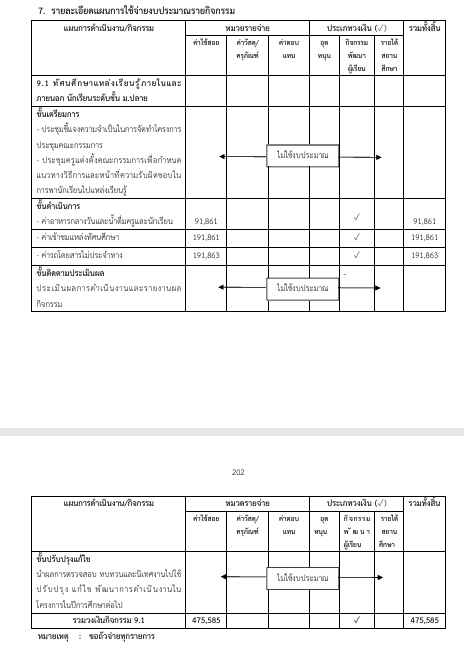 7. รายละเอียดแผนการใช้จ่ายงบประมาณรายกิจกรรม
แผนการดำเนินงาน/กิจกรรม หมวยรายจ่าย ประเภทวงเงิน (✓) รวมทั้งสิ้น
ค่าใช้สอย ค่าวัสดุ/ ค่าตอบ อุด กิจกรรม รายได้
ครุภัณฑ์ แทน หนุน พัฒนา สถาน
ผู้เรียน ศึกษา
9.1 ทัศนศึกษาแหล่งเรียนรู้ภายในและ
ภายนอก นักเรียนระดับชั้น ม.ปลาย
ขั้นเตรียมการ
- ประชุมชี้แจงความจำเป็นในการจัดทำโครงการ
ประชุมคณะกรรมการ
- ประชุมครูแต่งตั้งคณะกรรมการเพื่อกำหนด
แนวทางวิธีการและหน้าที่ความรับผิดชอบใน
การพานักเรียนไปแหล่งเรียนรู้
ไม่ใช้งบประมาณ
ขั้นดำเนินการ
- ค่าอาหารกลางวันและน้ำดื่มครูและนักเรียน 91,861 ✓ 91,861
- ค่าเข้าชมแหล่งทัศนศึกษา 191,861 ✓ 191,861
- ค่ารถโดยสารไม่ประจำทาง 191,863 ✓ 191,863
ขั้นติดตามประเมินผล -
ประเมินผลการดำเนินงานและรายงานผล
กิจกรรม
ไม่ใช้งบประมาณ
202
แผนการดำเนินงาน/กิจกรรม หมวดรายจ่าย ประเภทวงเงิน (✓) รวมทั้งสิ้น
ค่าใช้สอย ค่าวัสดุ/ ค่าตอบ อุด กิจกรรม รายได้
ครุภัณฑ์ แทน หนุน พัฒนา สถาน
ผู้เรียน ศึกษา
ขั้นปรับปรุงแก้ไข
นำผลการตรวจสอบ ทบทวนและนิเทศงานไปใช้
ปรับปรุง แก้ไข พัฒนาการดำเนินงานใน
โครงการในปีการศึกษาต่อไป
ไม่ใช้งบประมาณ
รวมวงเงินกิจกรรม 9.1 475,585 ✓ 475,585
หมายเหตุ : ขอถัวจ่ายทุกรายการ